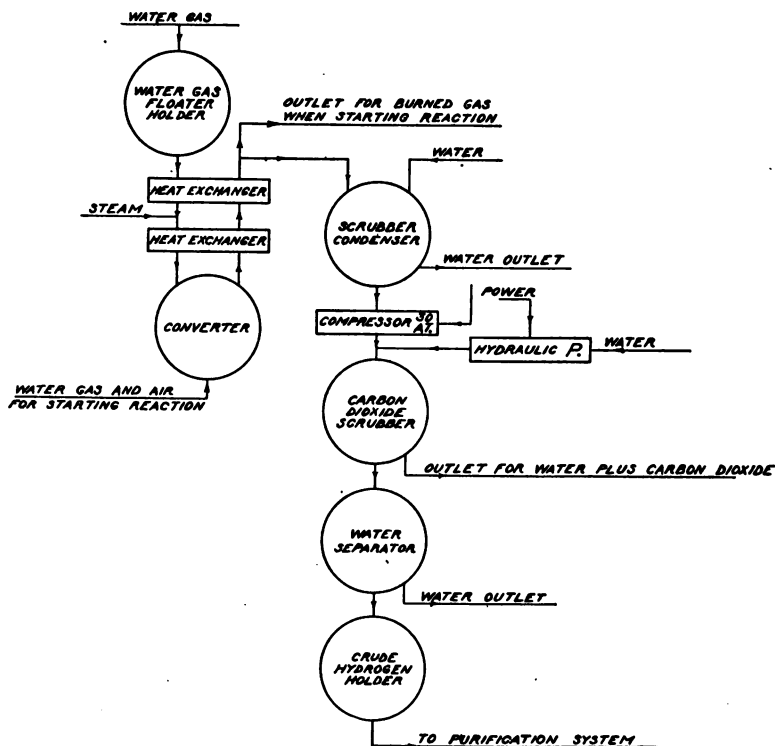 WATER GAS
WATER GAS
FLOATER
HOLDER
OUTLET FOR BURNED GAS
WHEN STARTING REACTION
WATER
HEAT EXCHANGER
STEAM
HEAT EXCHANGER
SCRUBBER
CONDENSER
WATER OUTLET
CONVERTER
COMPRESSOR 30
AT.
POWER
HYDRAULIC P.
WATER
WATER GAS AND AIR
FOR STARTING REACTION
CARBON
DIOXIDE
SCRUBBER
OUTLET FOR WATER PLUS CARBON DIOXIDE
WATER
SEPARATOR
WATER OUTLET
CRUDE
HYDROGEN
HOLDER
TO PURIFICATION SYSTEM